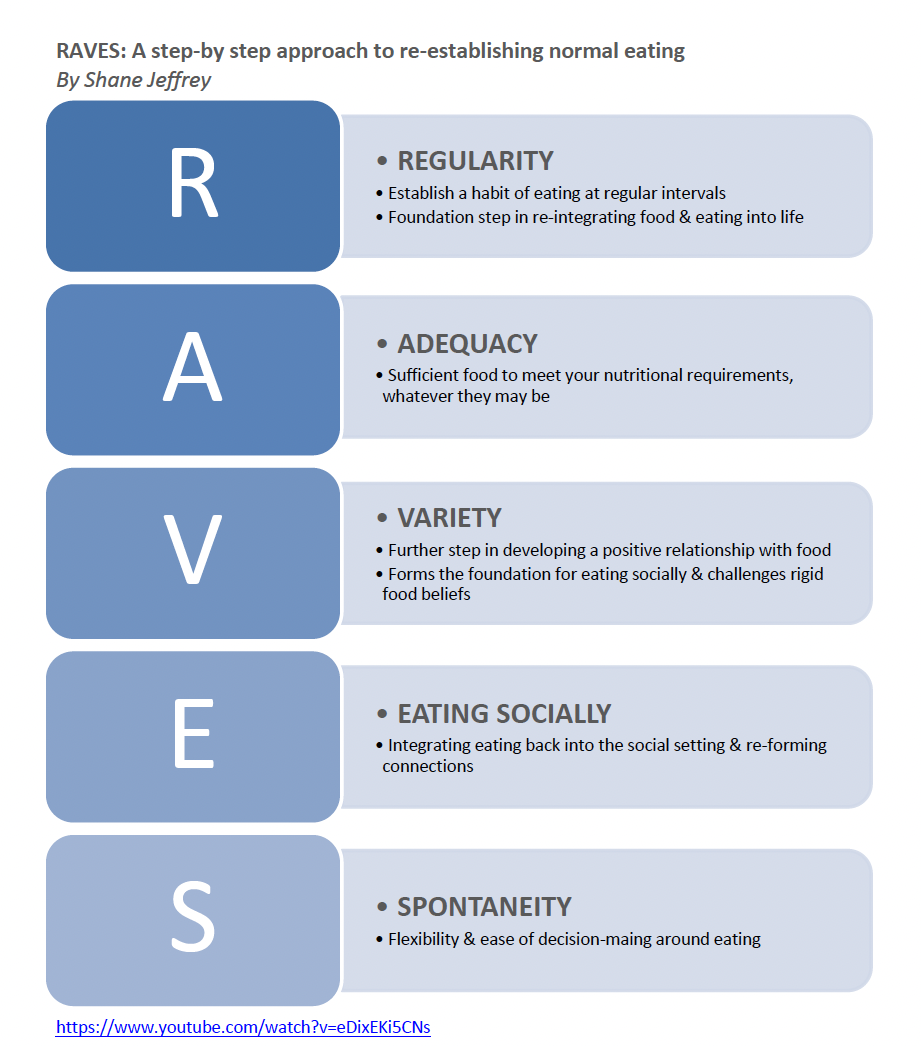 RAVES: A step-by step approach to re-establishing normal eating
By Shane Jeffrey
R
• REGULARITY
• Establish a habit of eating at regular intervals
• Foundation step in re-integrating food & eating into life
A
• ADEQUACY
• Sufficient food to meet your nutritional requirements,
whatever they may be
V
• VARIETY
• Further step in developing a positive relationship with food
• Forms the foundation for eating socially & challenges rigid
food beliefs
E
• EATING SOCIALLY
• Integrating eating back into the social setting & re-forming
connections
S
• SPONTANEITY
• Flexibility & ease of decision-maing around eating
https://www.youtube.com/watch?v=eDixEKi5CNs